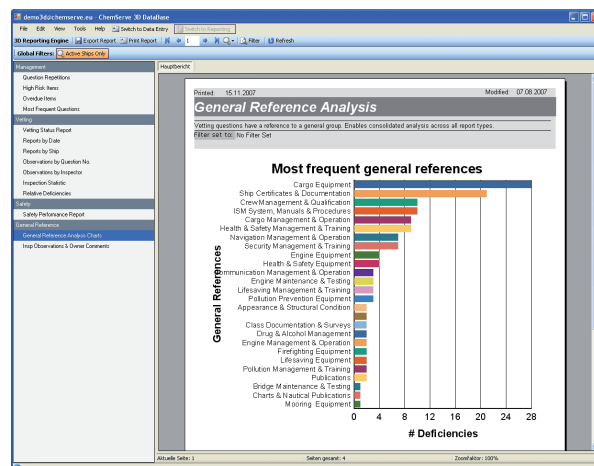 demo3d@chemserve.eu - ChemServe 3D DataBase
File Edit View Tools Help Switch to Data Entry Switch to Reporting
3D Reporting Engine Export Report Print Report 1 Filter Refresh
Global Filters: Active Ships Only
Management
Question Repetitions
High Risk Items
Overdue Items
Most Frequent Questions
Vetting
Vetting Status Report
Reports by Date
Reports by Ship
Observations by Question No.
Observations by Inspector
Inspection Statistic
Relative Deficiencies
Safety
Safety Performance Report
General Reference
General Reference Analysis Charts
Insp Observations & Owner Comments
Hauptbericht
Printed: 15.11.2007 Modified: 07.08.2007
General Reference Analysis
Vetting questions have a reference to a general group. Enables consolidated analysis across all report types.
Filter set to: No Filter Set
Most frequent general references
General References
Cargo Equipment
Ship Certificates & Documentation
Crew Management & Qualification
ISM System, Manuals & Procedures
Cargo Management & Operation
Health & Safety Management & Training
Navigation Management & Operation
Security Management & Training
Engine Equipment
Health & Safety Equipment
Communication Management & Operation
Engine Maintenance & Testing
Lifesaving Management & Training
Pollution Prevention Equipment
Appearance & Structural Condition
Class Documentation & Surveys
Drug & Alcohol Management
Engine Management & Operation
Firefighting Equipment
Lifesaving Equipment
Pollution Management & Training
Publications
Bridge Maintenance & Testing
Charts & Nautical Publications
Mooring Equipment
0 4 8 12 16 20 24 28
# Deficiencies
Aktuelle Seite: 1 Seiten gesamt: 4 Zoomfaktor: 100%